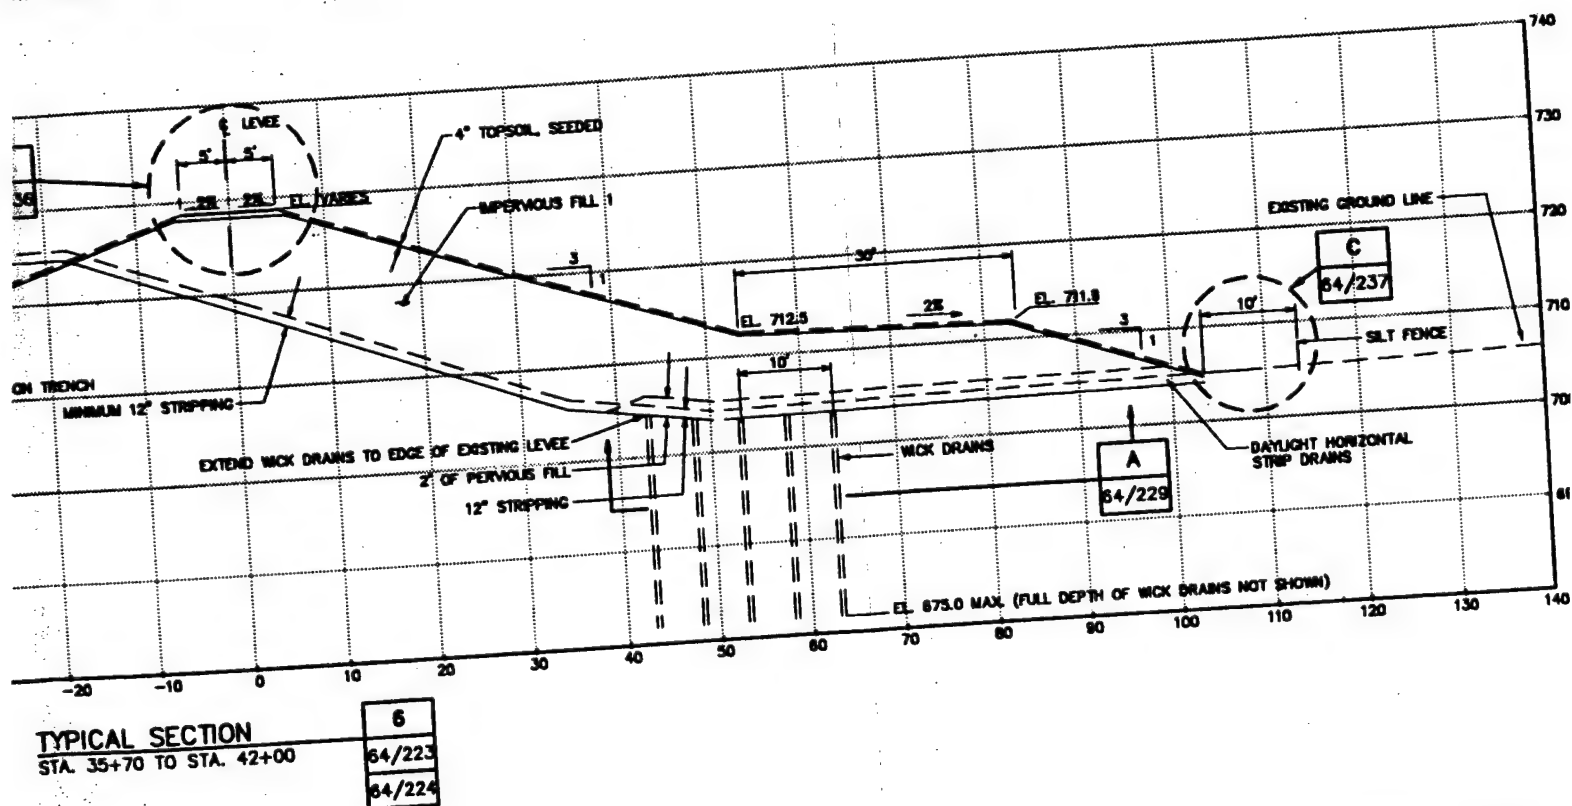 740
730
720
710
℄ LEVEE
5' 5'
2% 2%
EL. VARIES
4" TOPSOIL, SEEDED
IMPERVIOUS FILL 1
3
1
30'
EL. 712.5
2%
EL. 711.9
3
1
EXISTING GROUND LINE
C
64/237
10'
SILT FENCE
36
ON TRENCH
MINIMUM 12" STRIPPING
10'
EXTEND WICK DRAINS TO EDGE OF EXISTING LEVEE
2" OF PERVIOUS FILL
12" STRIPPING
WICK DRAINS
A
64/229
DAYLIGHT HORIZONTAL
STRIP DRAINS
EL. 675.0 MAX. (FULL DEPTH OF WICK DRAINS NOT SHOWN)
-20 -10 0 10 20 30 40 50 60 70 80 90 100 110 120 130 140
TYPICAL SECTION
STA. 35+70 TO STA. 42+00
6
64/223
64/224